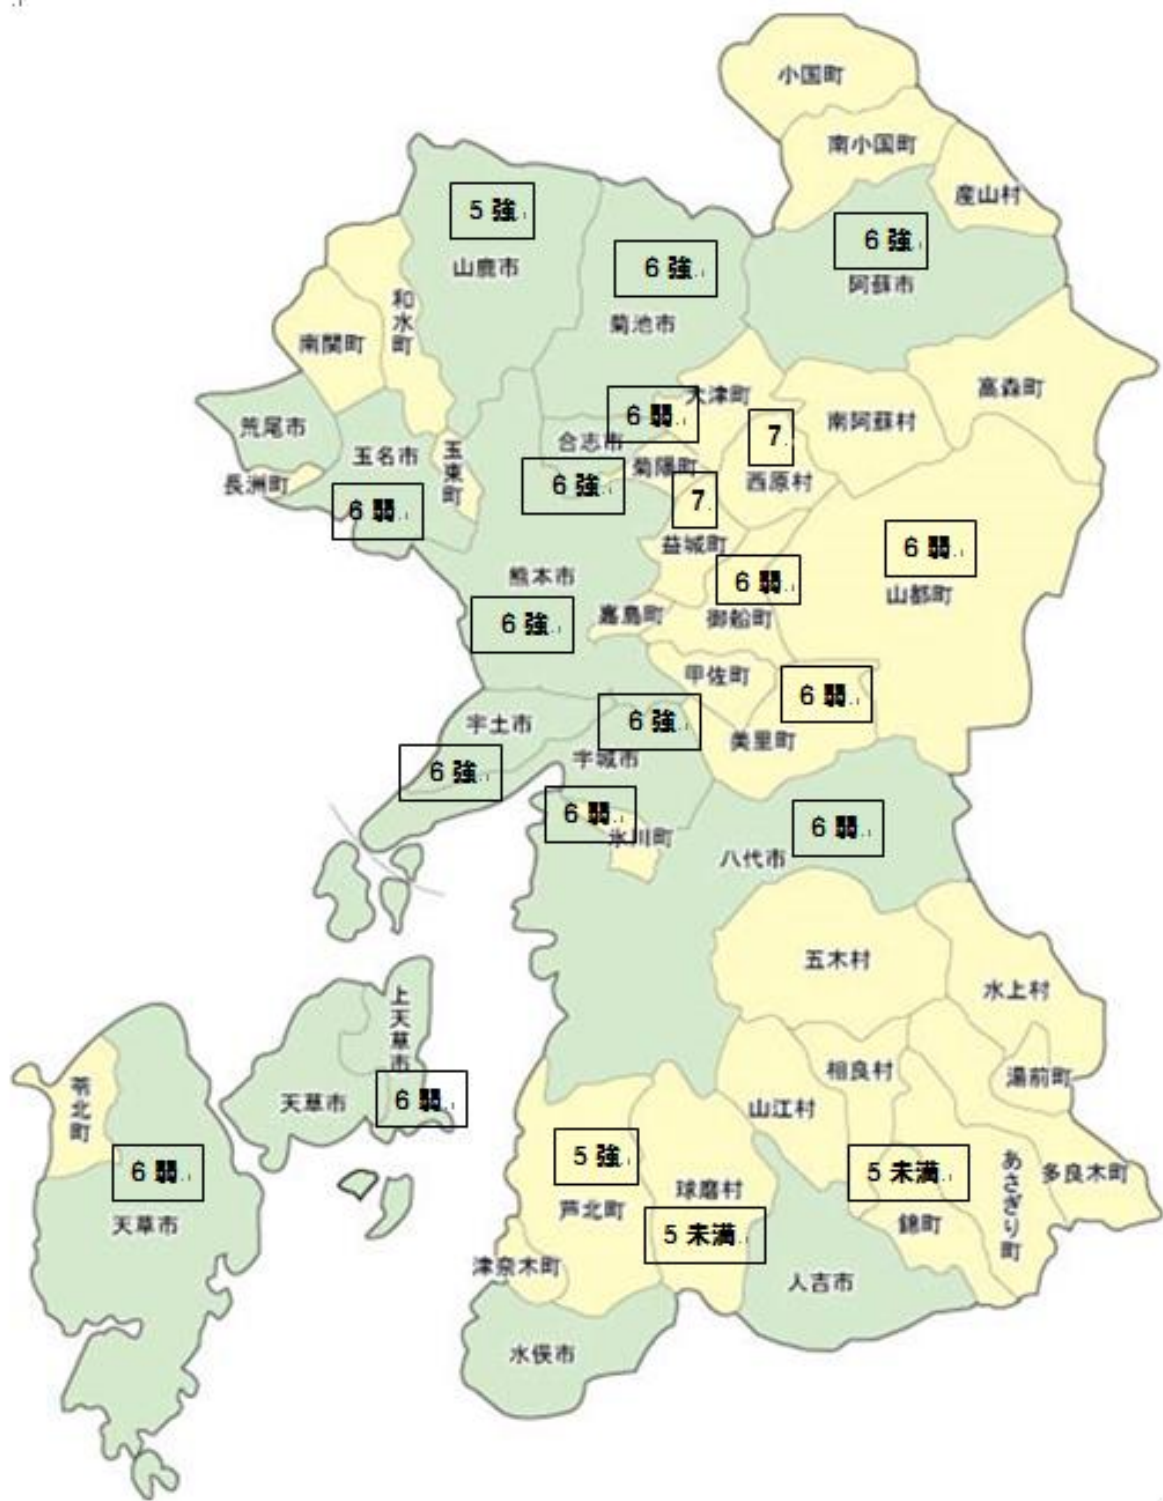 小国町
南小国町
産山村
5 強
6 強
6 強
山鹿市
阿蘇市
和水町
菊池市
南関町
高森町
大津町
6 弱
南阿蘇村
荒尾市
7
合志市
玉名市
玉東町
菊陽町
長洲町
6 強
西原村
6 弱
7
益城町
6 弱
熊本市
6 弱
山都町
嘉島町
御船町
6 強
甲佐町
6 弱
宇土市
6 強
美里町
宇城市
6 強
6 弱
氷川町
6 弱
八代市
五木村
水上村
上天草市
相良村
湯前町
苓北町
天草市
6 弱
山江村
5 強
6 弱
5 未満
あさぎり町
多良木町
球磨村
天草市
芦北町
5 未満
錦町
津奈木町
人吉市
水俣市